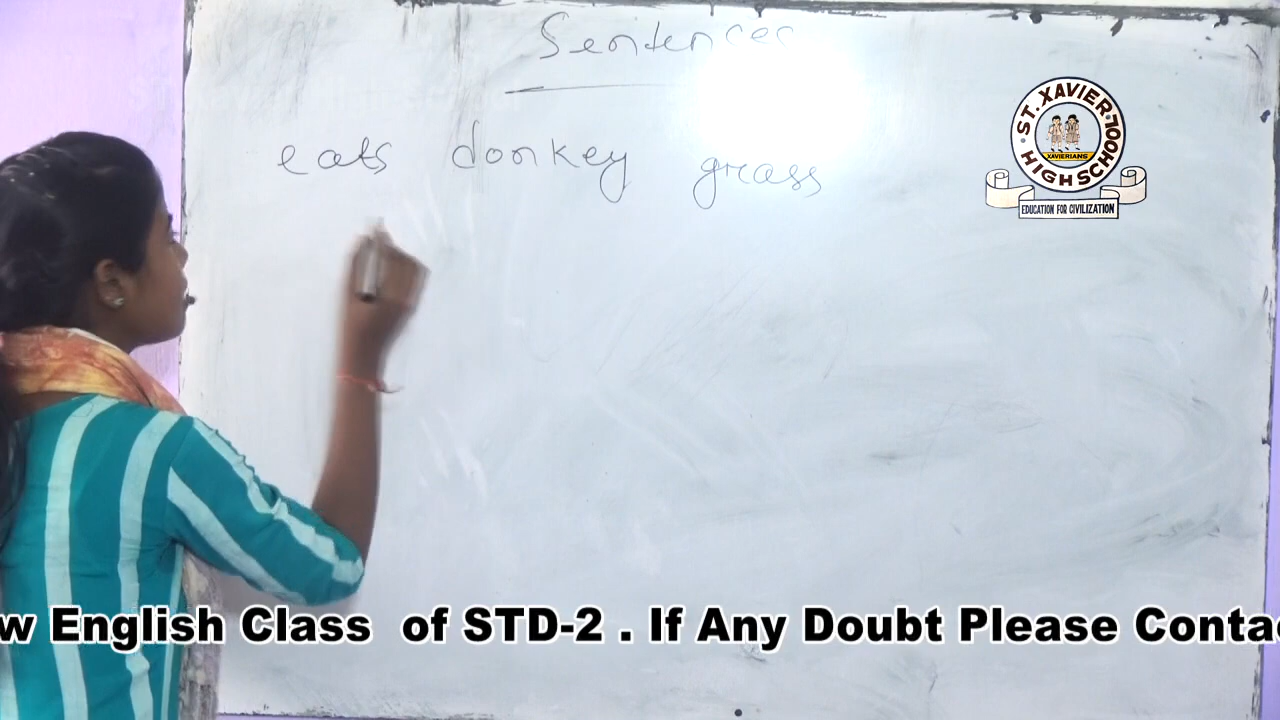 Sentences
eats donkey grass
ST. XAVIER HIGH SCHOOL
XAVIERIANS
EDUCATION FOR CIVILIZATION
w English Class of STD-2 . If Any Doubt Please Contac